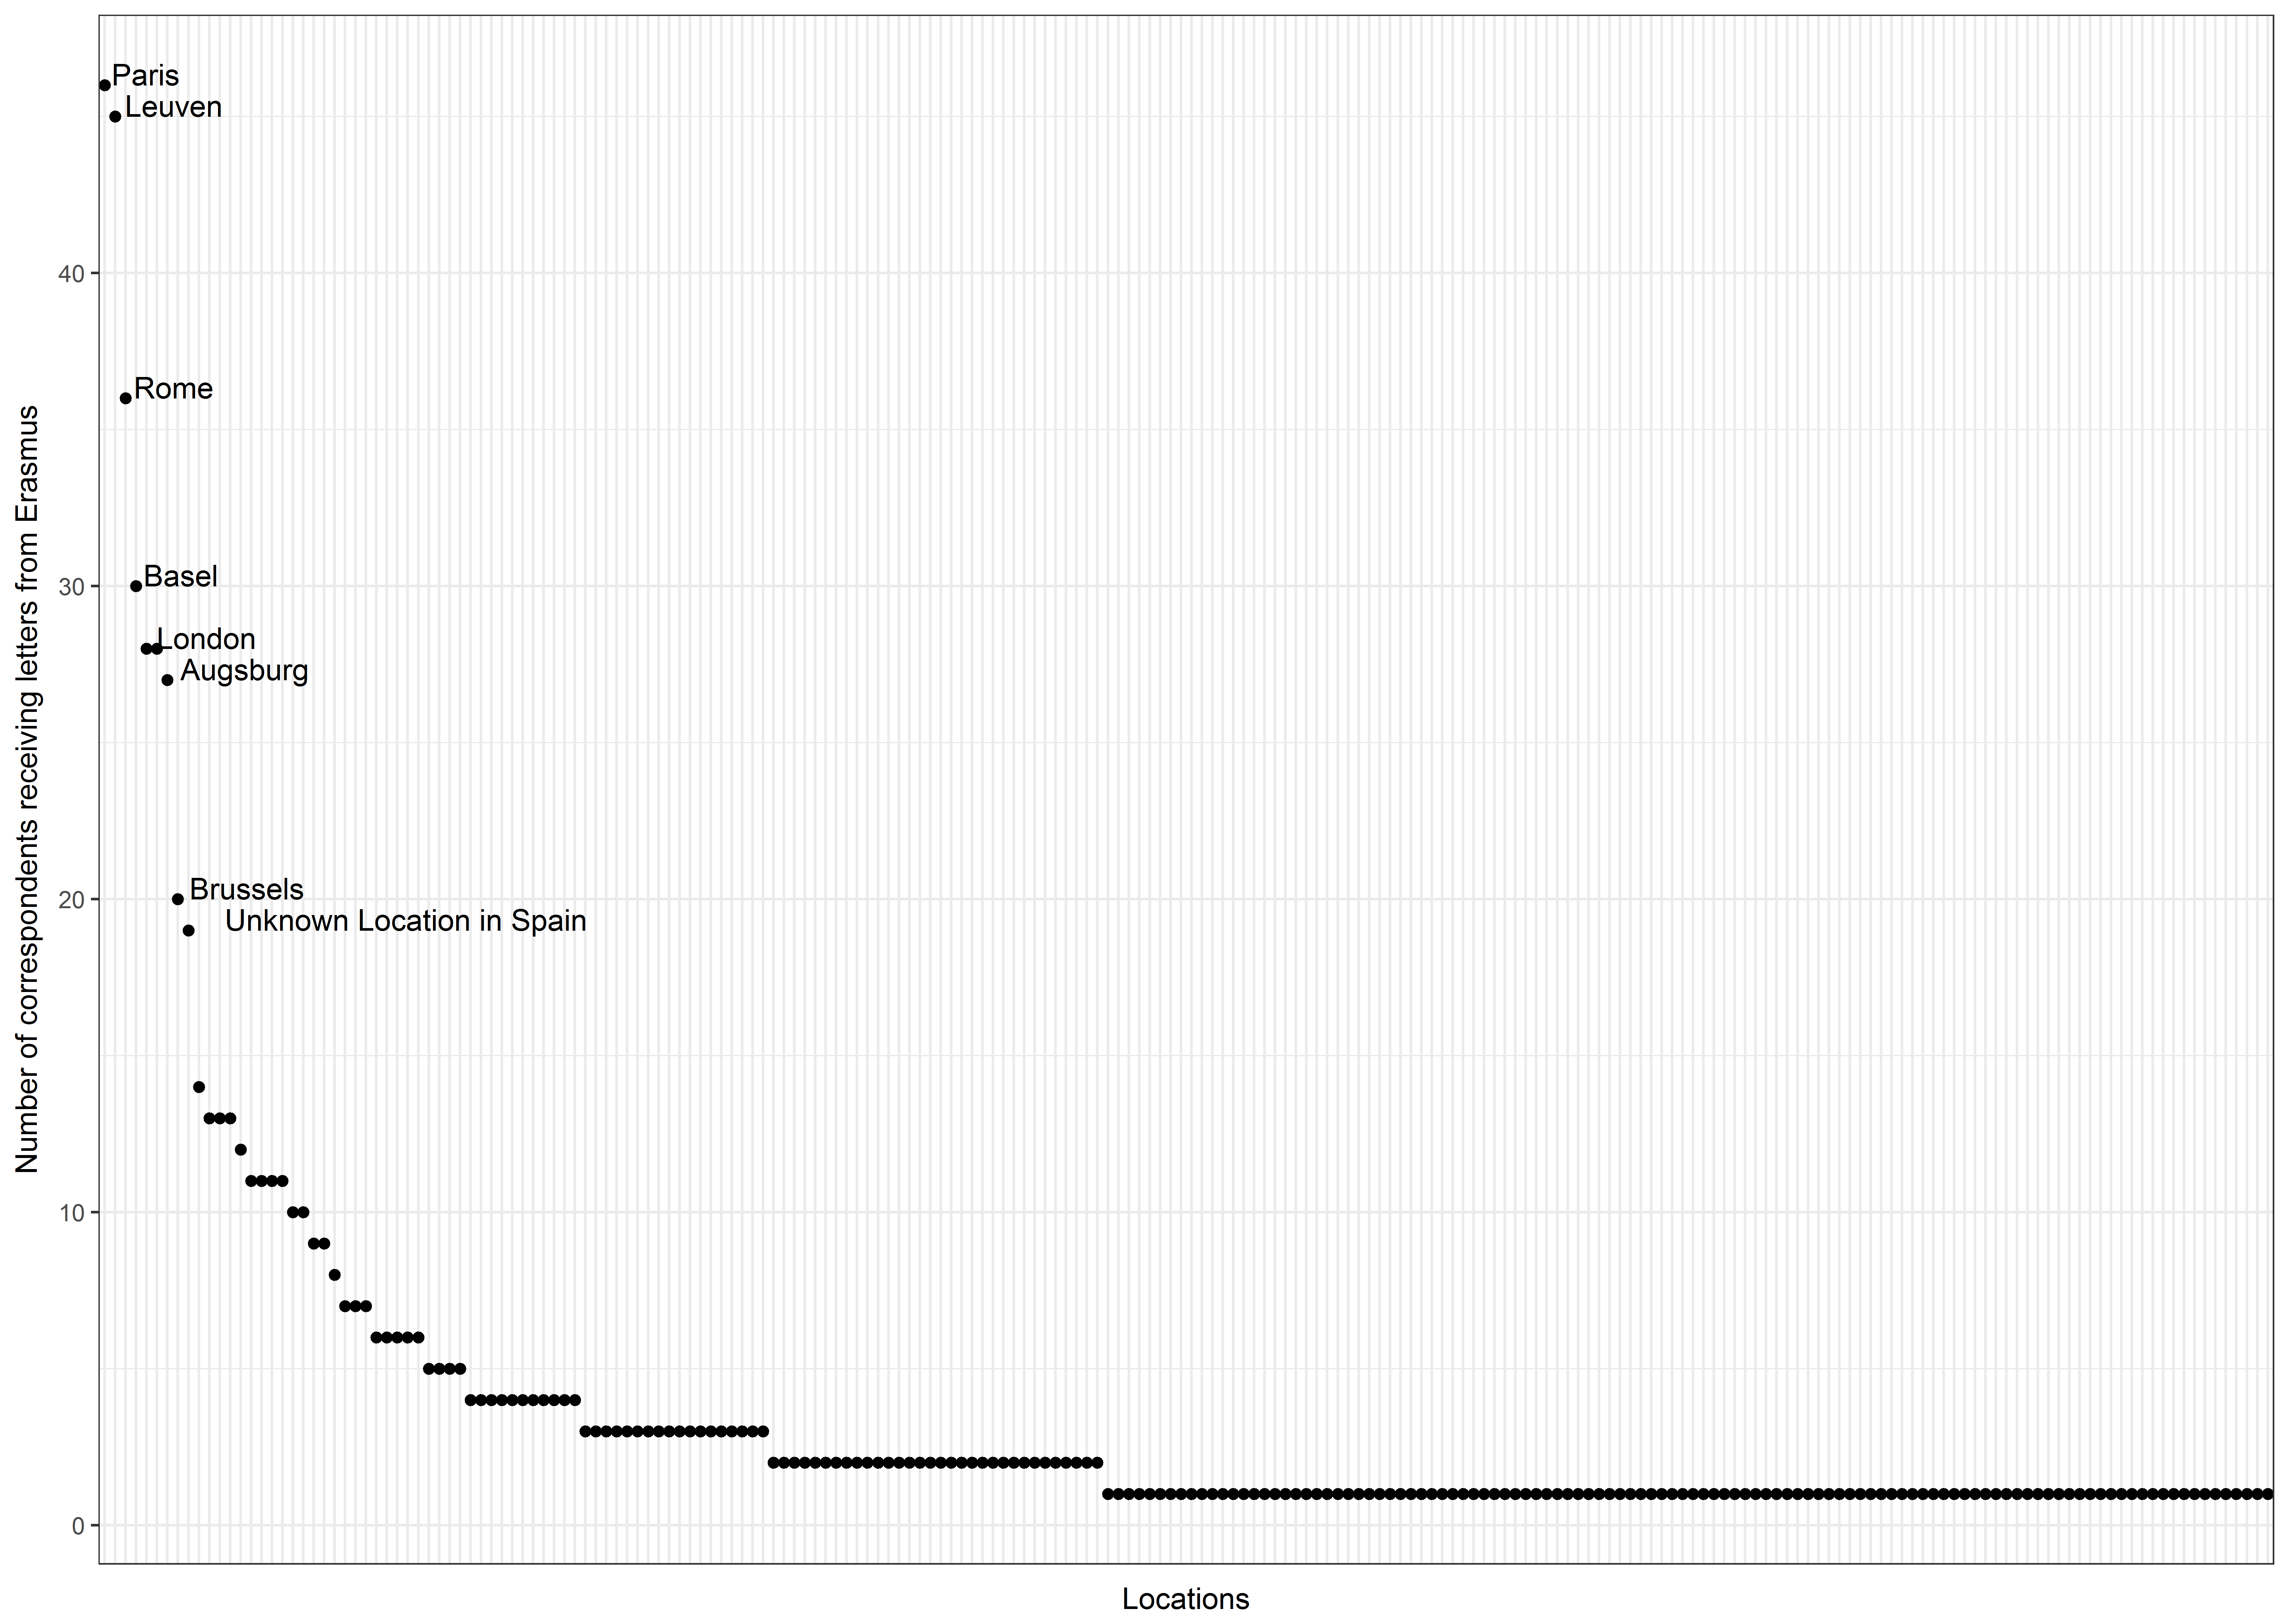 Paris
Leuven
40
Rome
30
Basel
London
Augsburg
20
Brussels
Unknown Location in Spain
10
0
Number of correspondents receiving letters from Erasmus
Locations